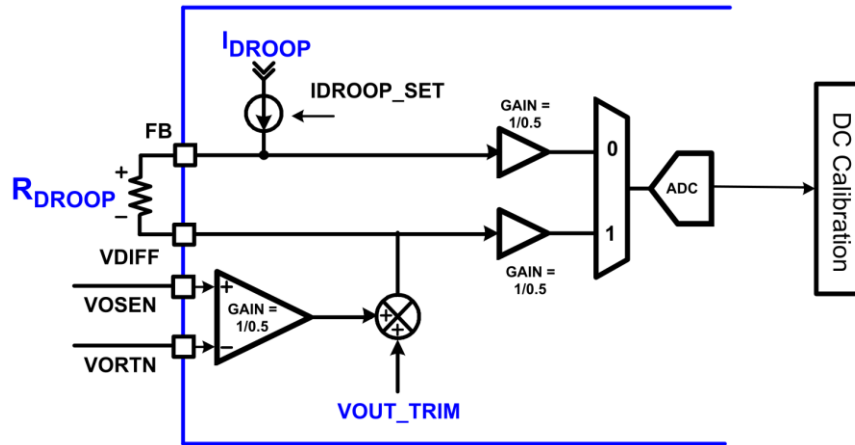 IDROOP
IDROOP_SET
FB
GAIN =
1/0.5
0
+
RDROOP
−
ADC
DC Calibration
1
VDIFF
GAIN =
1/0.5
VOSEN
+
GAIN =
1/0.5
+
+
−
VORTN
VOUT_TRIM